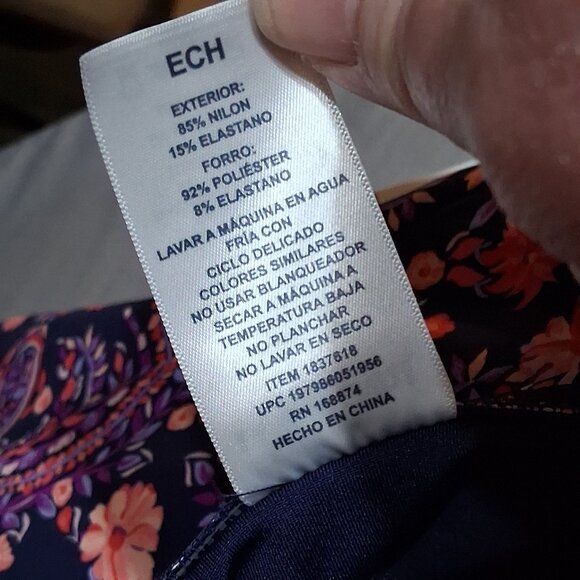 ECH
EXTERIOR:
85% NILON
15% ELASTANO
FORRO:
92% POLIÉSTER
8% ELASTANO
LAVAR A MÁQUINA EN AGUA
FRÍA CON
CICLO DELICADO
COLORES SIMILARES
NO USAR BLANQUEADOR
SECAR A MÁQUINA A
TEMPERATURA BAJA
NO PLANCHAR
NO LAVAR EN SECO
ITEM 1837618
UPC 197986051956
RN 168874
HECHO EN CHINA